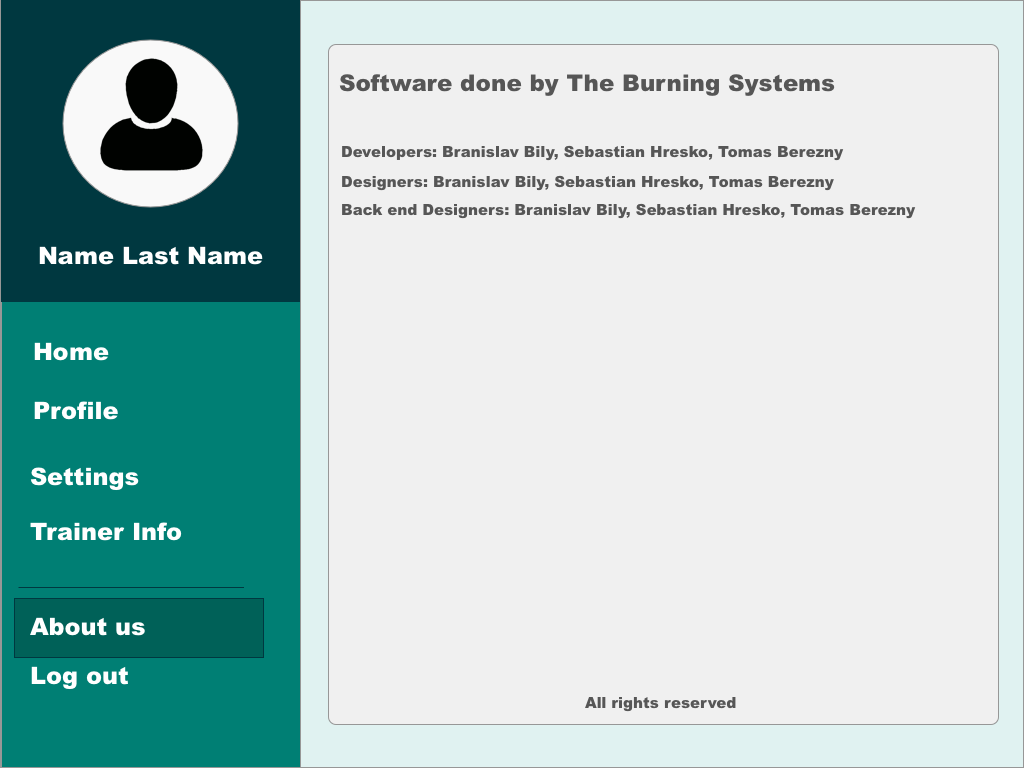 Name Last Name
Home
Profile
Settings
Trainer Info
About us
Log out
Software done by The Burning Systems
Developers: Branislav Bily, Sebastian Hresko, Tomas Berezny
Designers: Branislav Bily, Sebastian Hresko, Tomas Berezny
Back end Designers: Branislav Bily, Sebastian Hresko, Tomas Berezny
All rights reserved